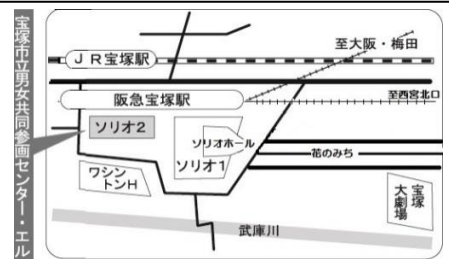 宝塚市立男女共同参画センター・エル
至大阪・梅田
JR宝塚駅
阪急宝塚駅
至西宮北口
ソリオ2
ソリオホール
ソリオ1
花のみち
ワシン
トンH
宝塚
大劇場
武庫川